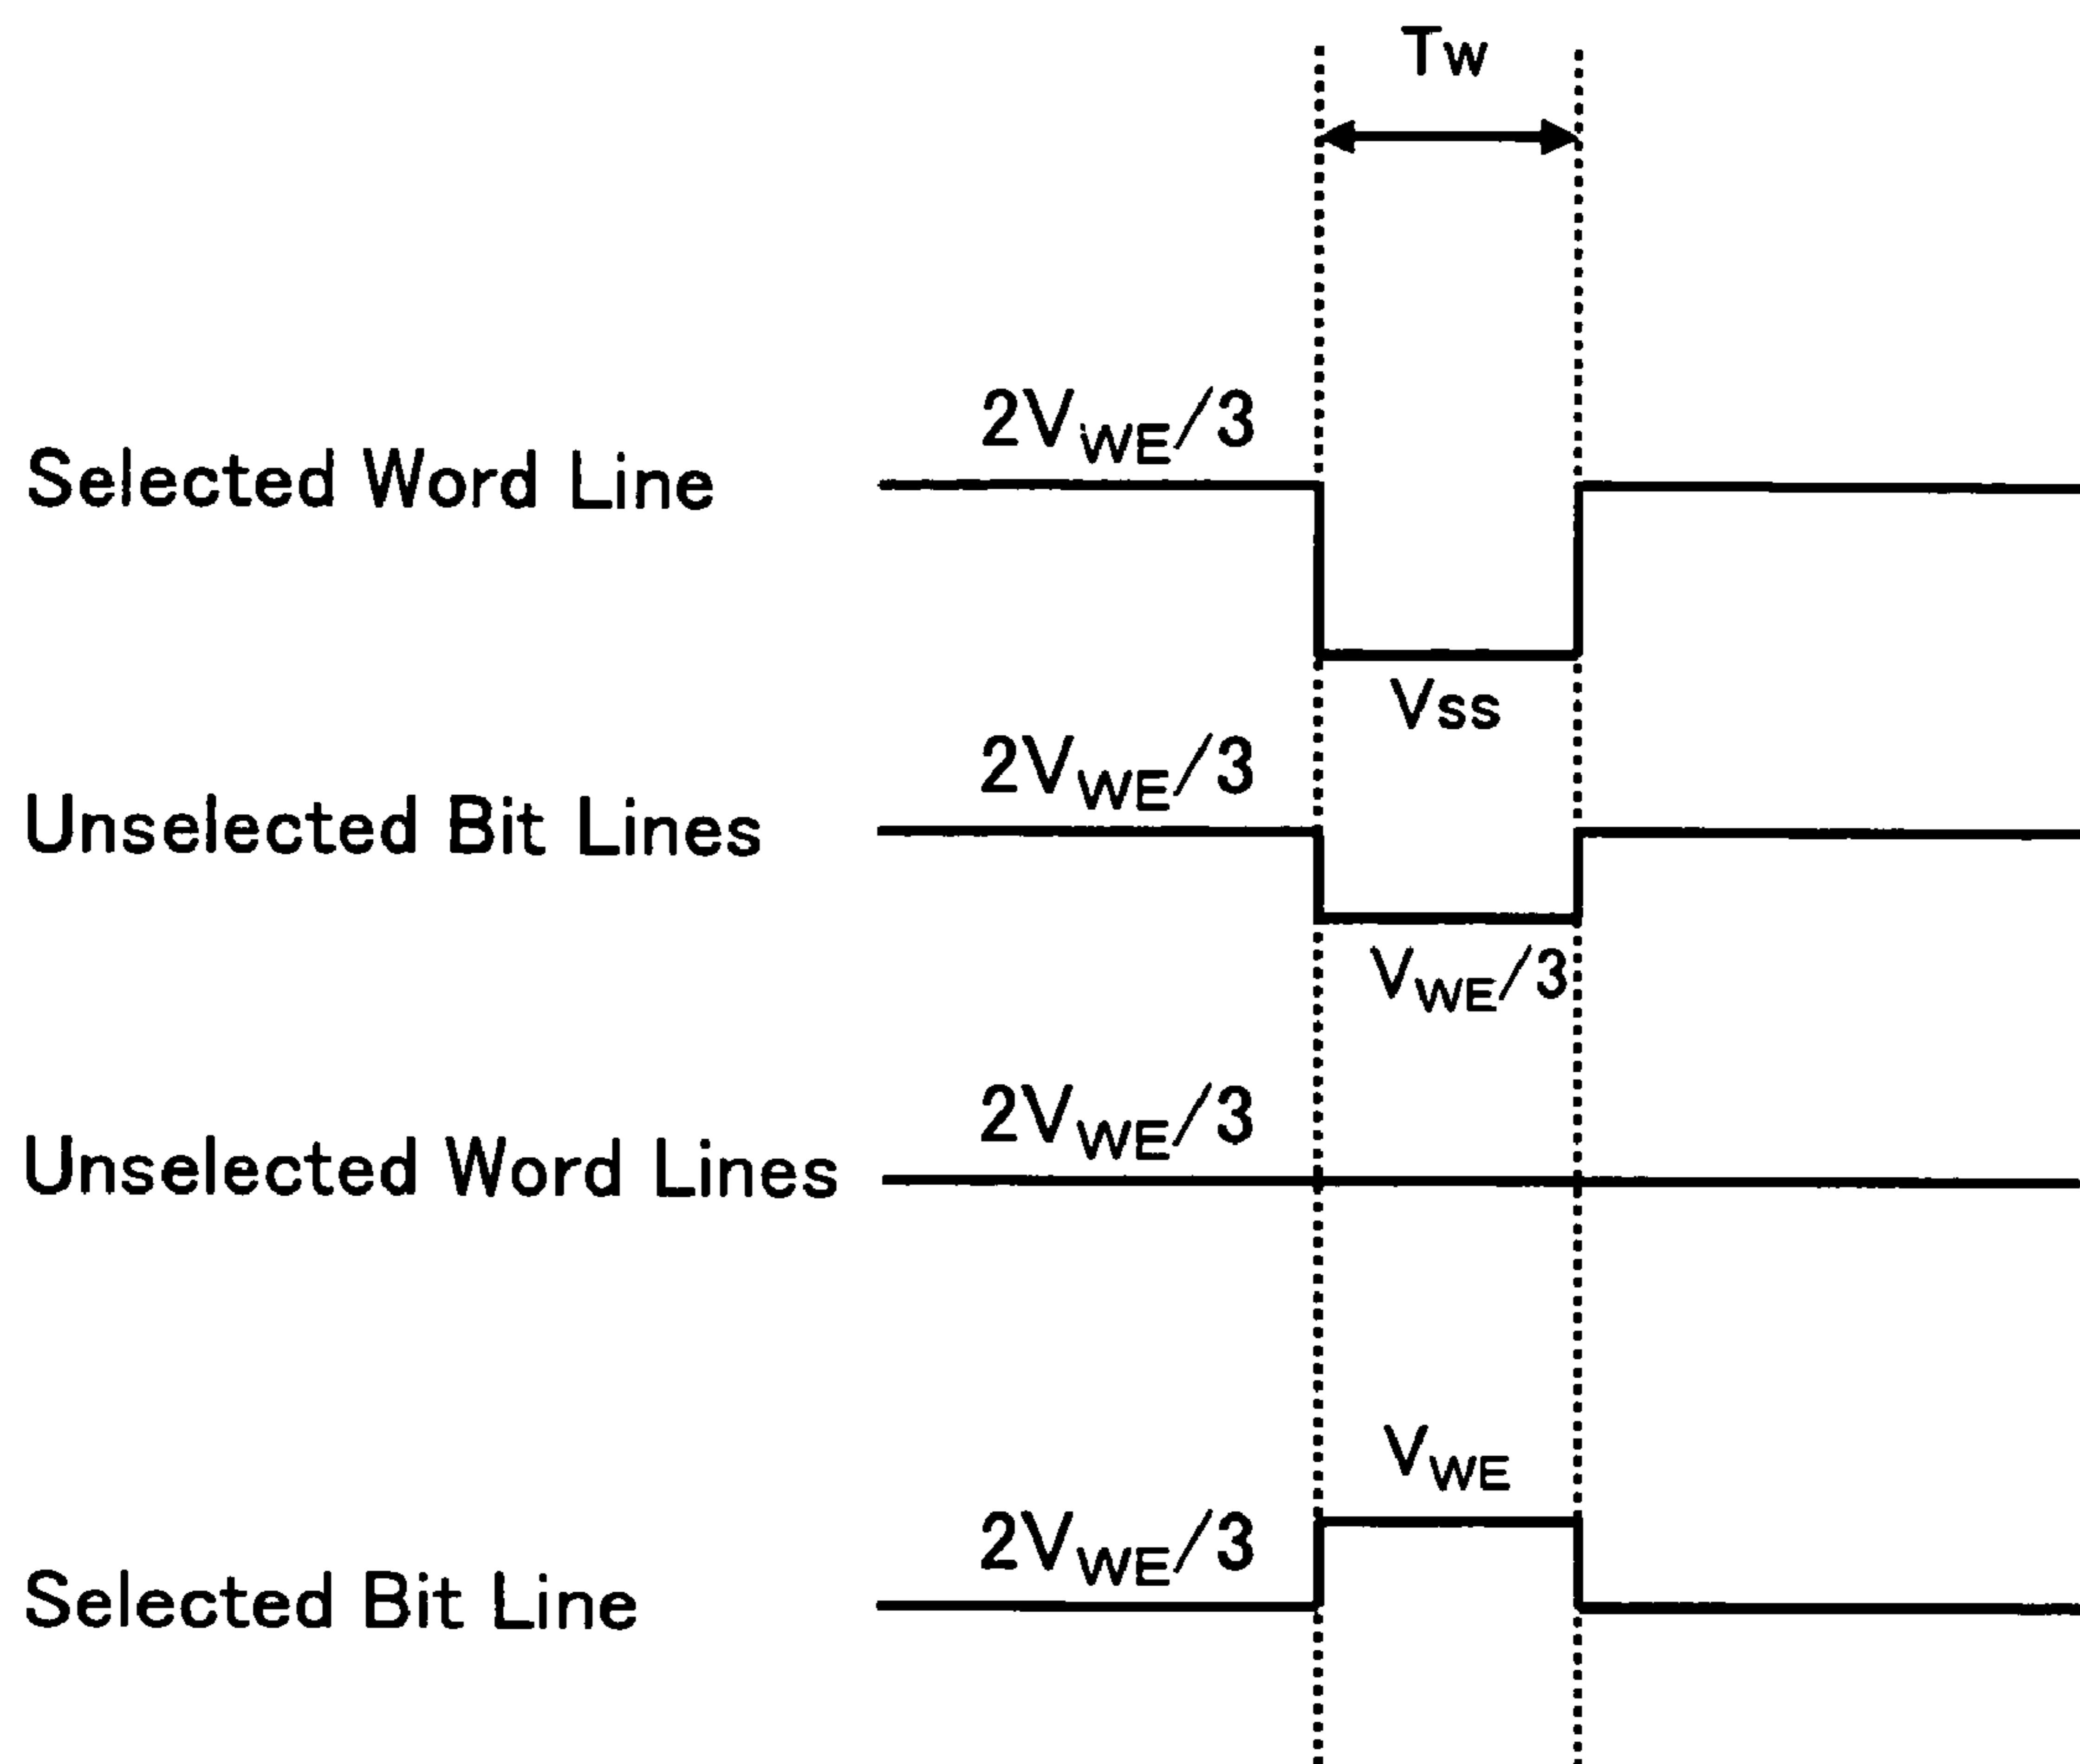 Tw
2VWE/3
Selected Word Line
Vss
2VWE/3
Unselected Bit Lines
VWE/3
2VWE/3
Unselected Word Lines
VWE
2VWE/3
Selected Bit Line